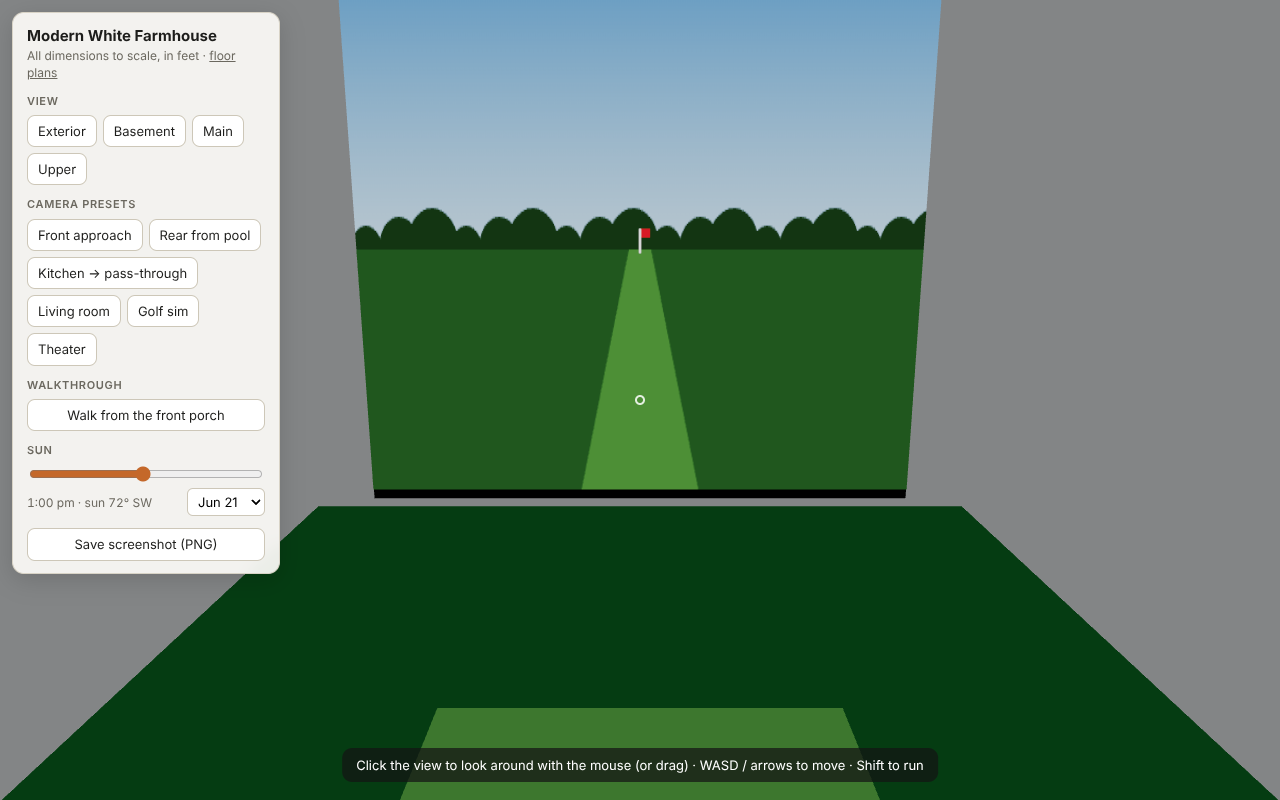 Modern White Farmhouse
All dimensions to scale, in feet · floor
plans
VIEW
Exterior
Basement
Main
Upper
CAMERA PRESETS
Front approach
Rear from pool
Kitchen → pass-through
Living room
Golf sim
Theater
WALKTHROUGH
Walk from the front porch
SUN
1:00 pm · sun 72° SW
Jun 21
Save screenshot (PNG)
Click the view to look around with the mouse (or drag) · WASD / arrows to move · Shift to run